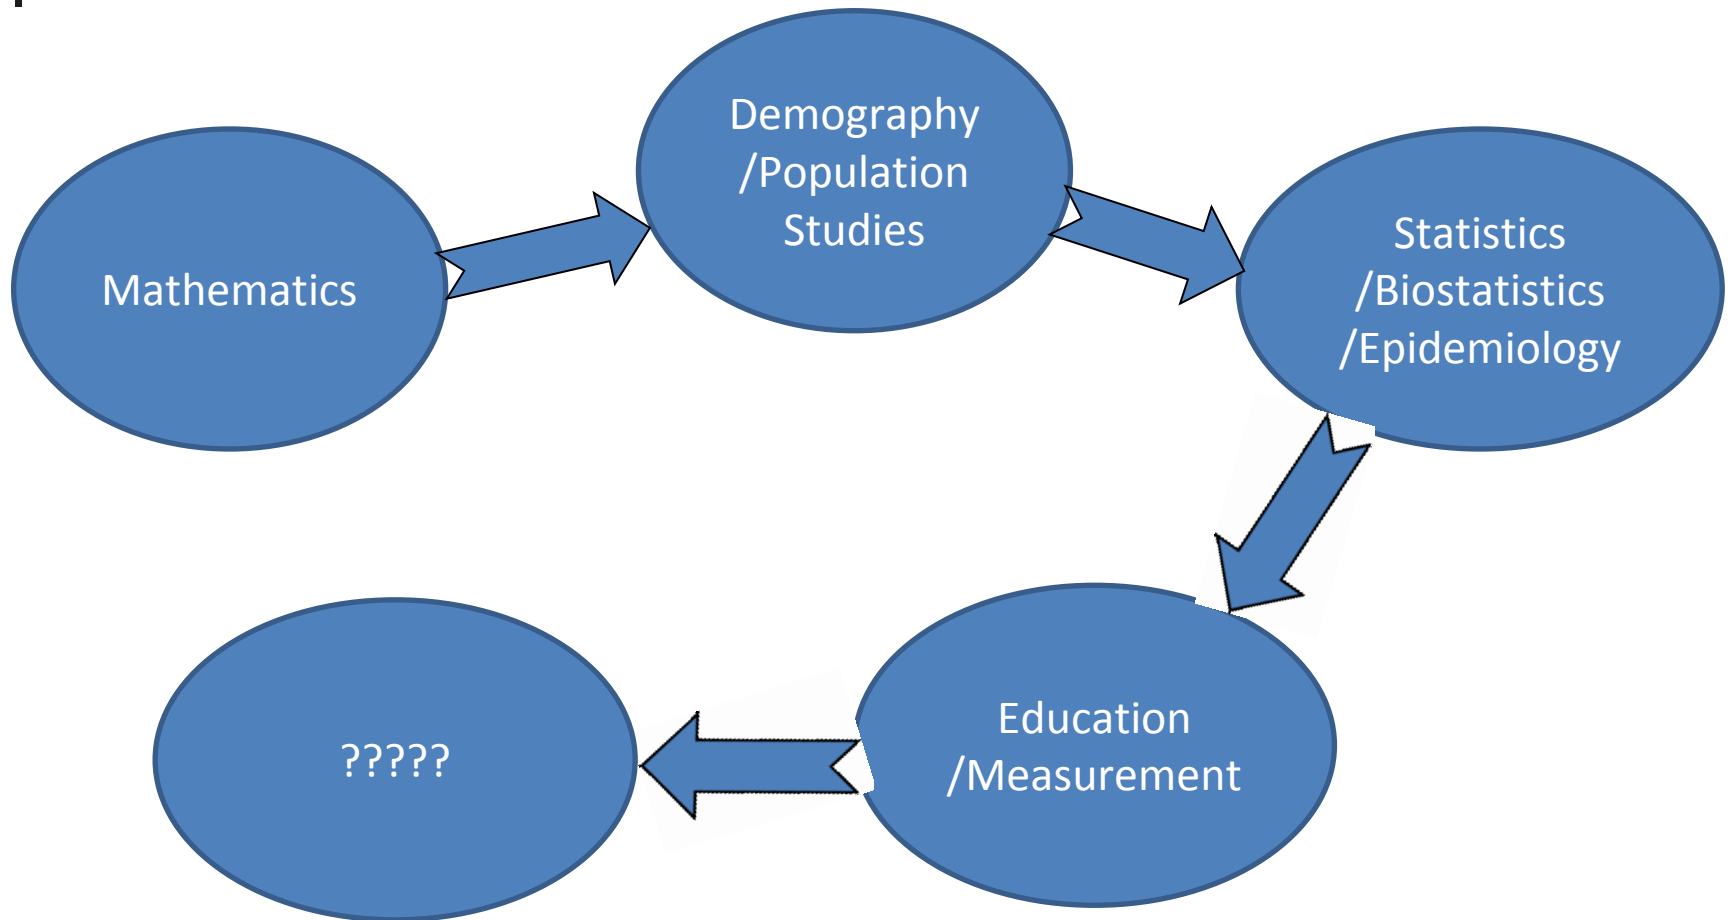 Mathematics
Demography
/Population
Studies
Statistics
/Biostatistics
/Epidemiology
Education
/Measurement
?????